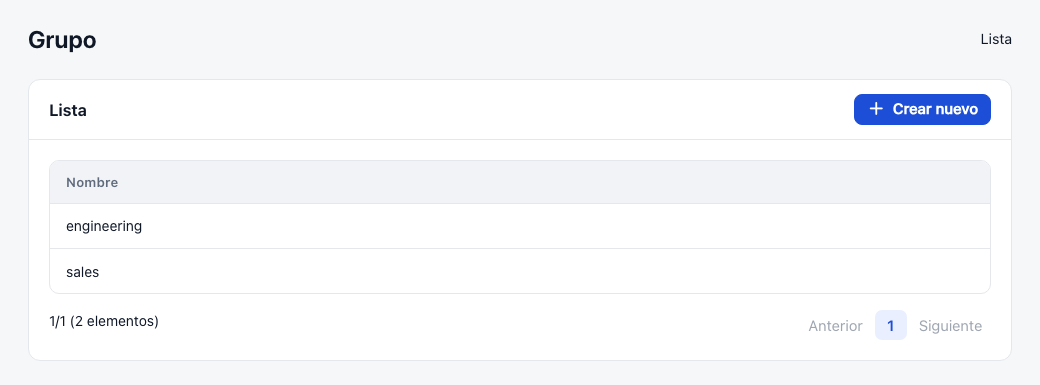 Grupo
Lista
Lista
Crear nuevo
Nombre
engineering
sales
1/1 (2 elementos)
Anterior 1 Siguiente